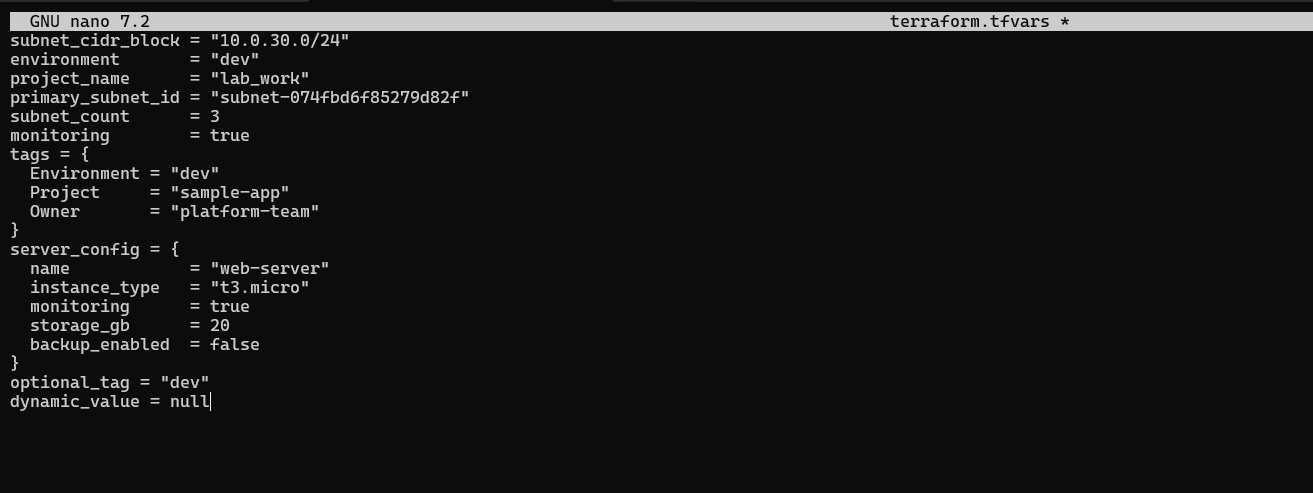 GNU nano 7.2 terraform.tfvars *
subnet_cidr_block = "10.0.30.0/24"
environment       = "dev"
project_name      = "lab_work"
primary_subnet_id = "subnet-074fbd6f85279d82f"
subnet_count      = 3
monitoring        = true
tags = {
  Environment = "dev"
  Project     = "sample-app"
  Owner       = "platform-team"
}
server_config = {
  name            = "web-server"
  instance_type   = "t3.micro"
  monitoring      = true
  storage_gb      = 20
  backup_enabled  = false
}
optional_tag = "dev"
dynamic_value = null